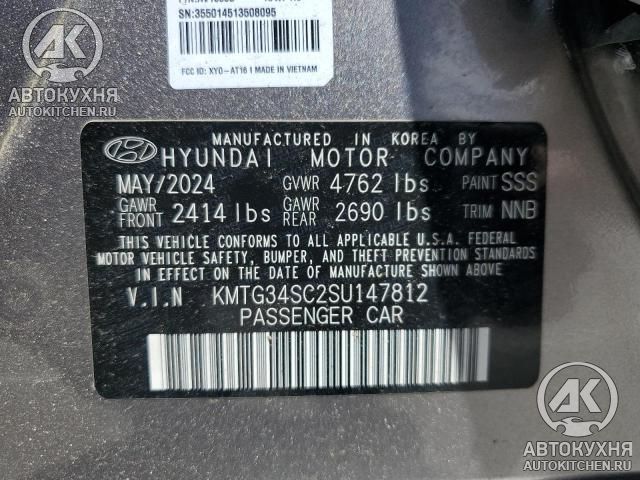 SN:355014513508095
FCC ID: XYO-AT16 I MADE IN VIETNAM
АВТОКУХНЯ
AUTOKITCHEN.RU
MANUFACTURED IN KOREA BY
HYUNDAI MOTOR COMPANY
MAY/2024 GVWR 4762 lbs PAINT SSS
GAWR FRONT 2414 lbs GAWR REAR 2690 lbs TRIM NNB
THIS VEHICLE CONFORMS TO ALL APPLICABLE U.S.A. FEDERAL
MOTOR VEHICLE SAFETY, BUMPER, AND THEFT PREVENTION STANDARDS
IN EFFECT ON THE DATE OF MANUFACTURE SHOWN ABOVE
V.I.N KMTG34SC2SU147812
PASSENGER CAR
AK
АВТОКУХНЯ
AUTOKITCHEN.RU